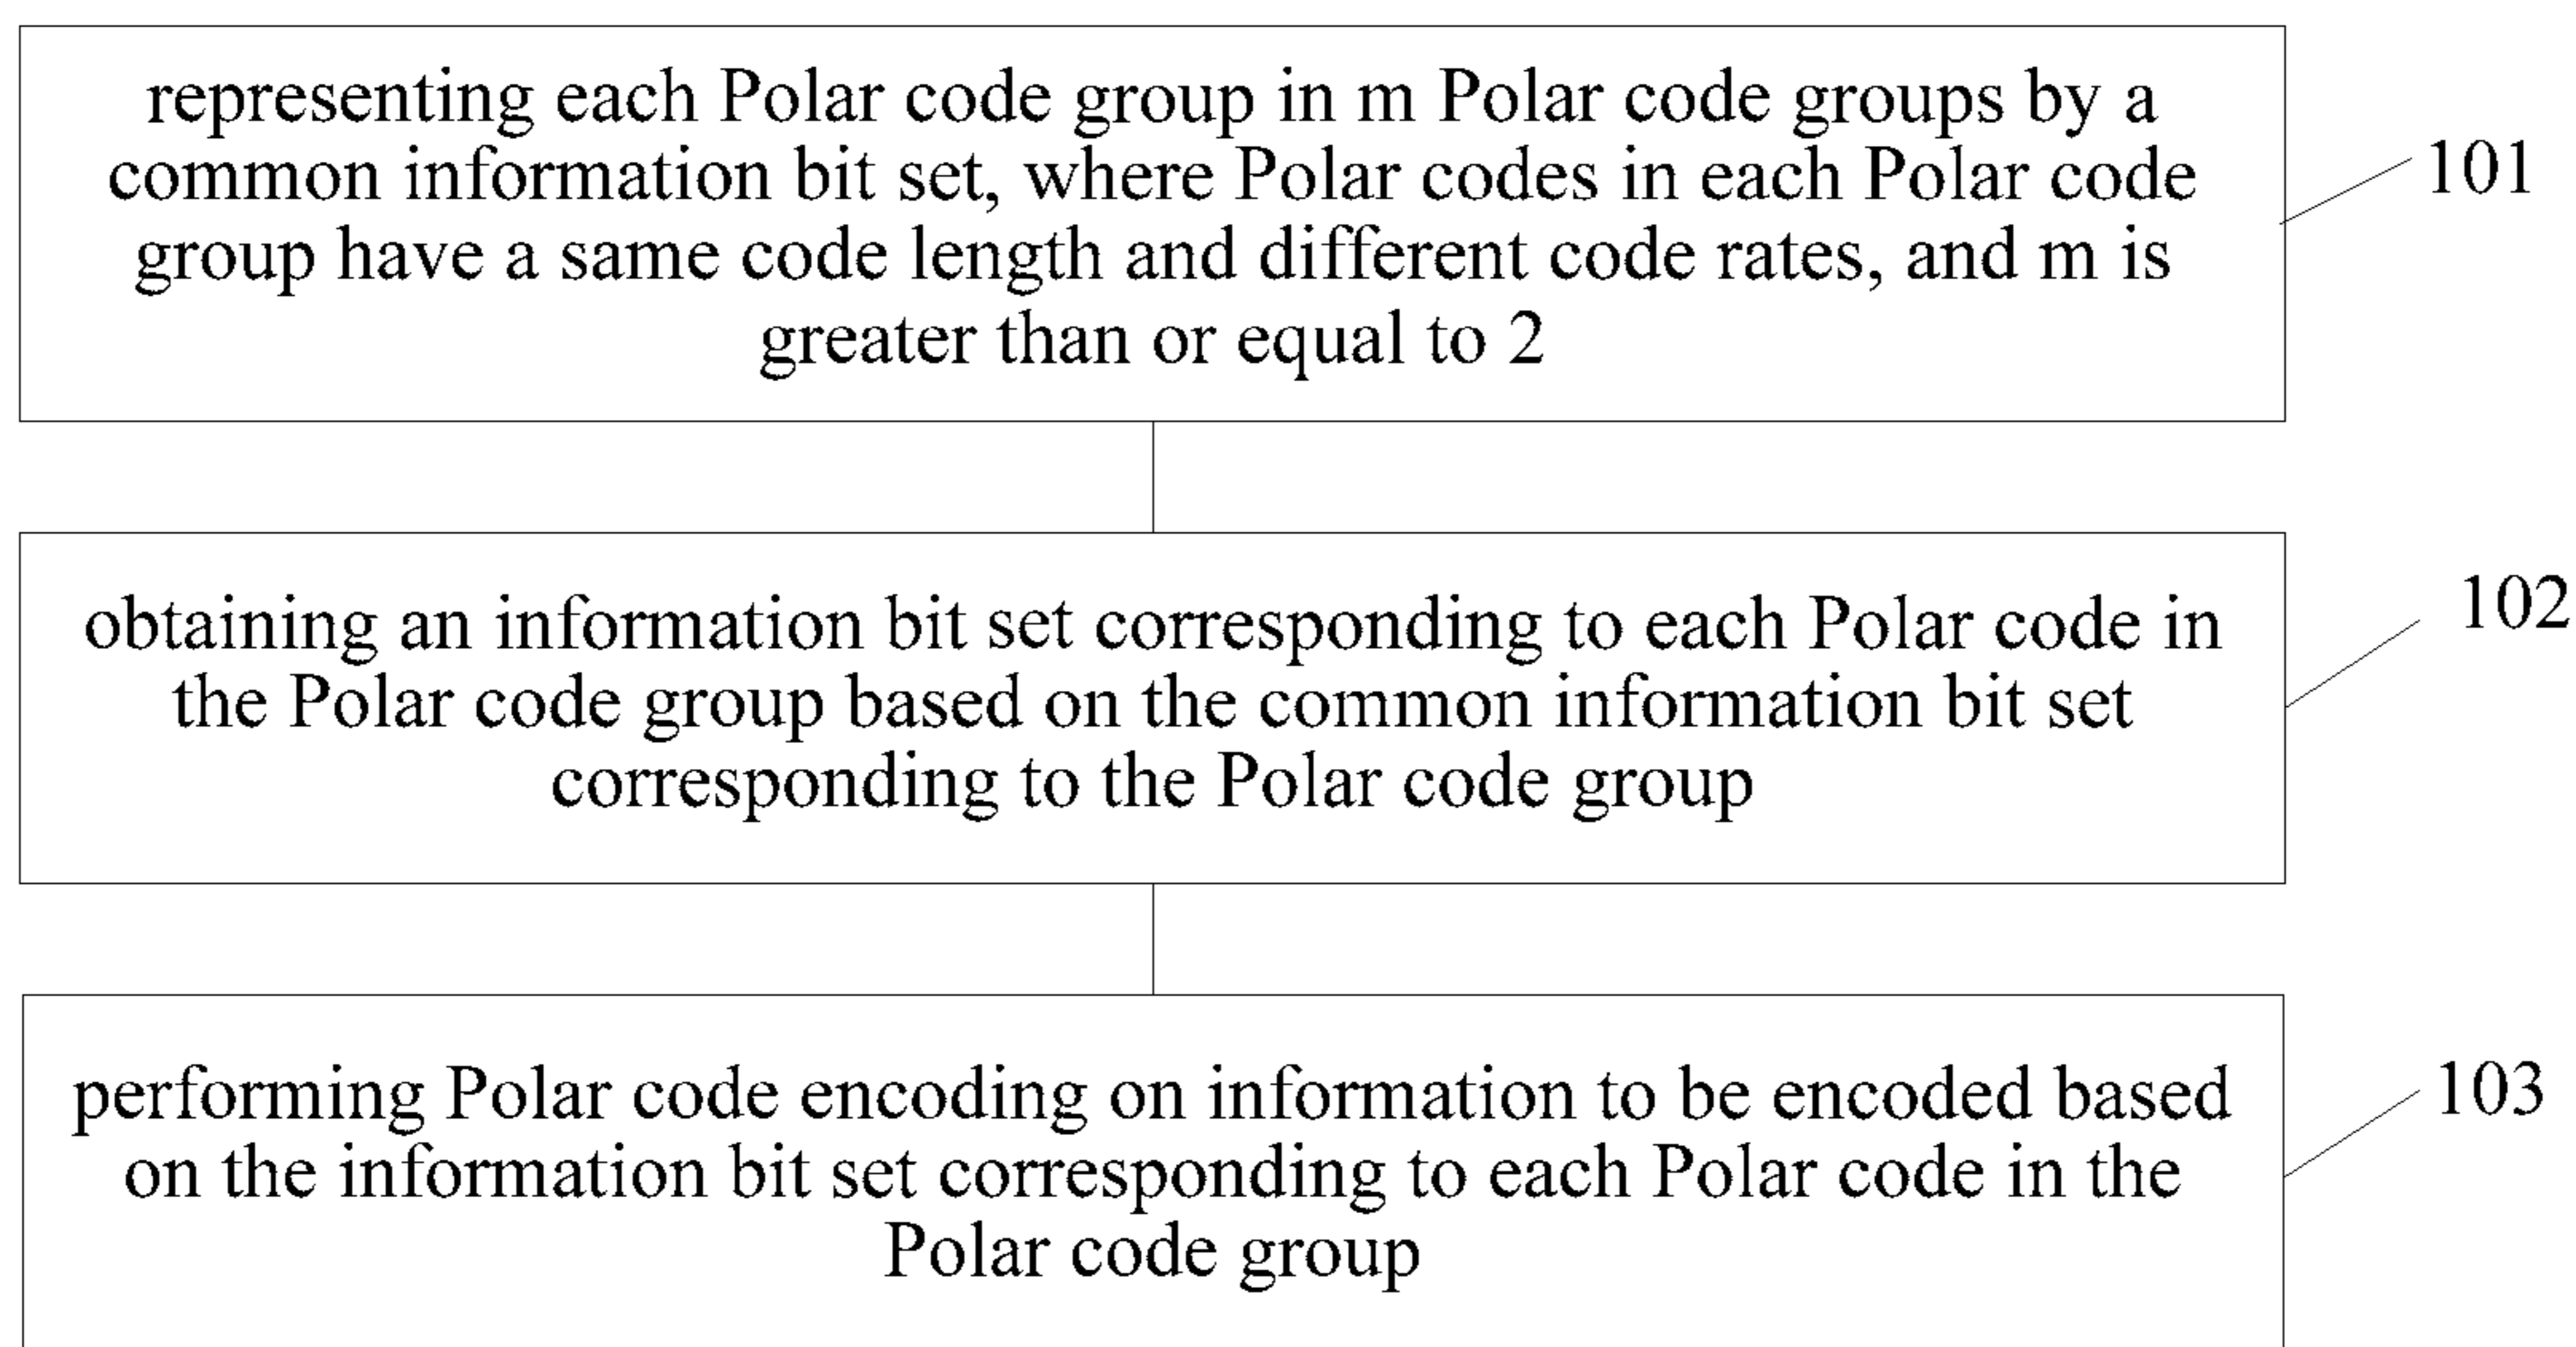 representing each Polar code group in m Polar code groups by a
common information bit set, where Polar codes in each Polar code
group have a same code length and different code rates, and m is
greater than or equal to 2
101
obtaining an information bit set corresponding to each Polar code in
the Polar code group based on the common information bit set
corresponding to the Polar code group
102
performing Polar code encoding on information to be encoded based
on the information bit set corresponding to each Polar code in the
Polar code group
103